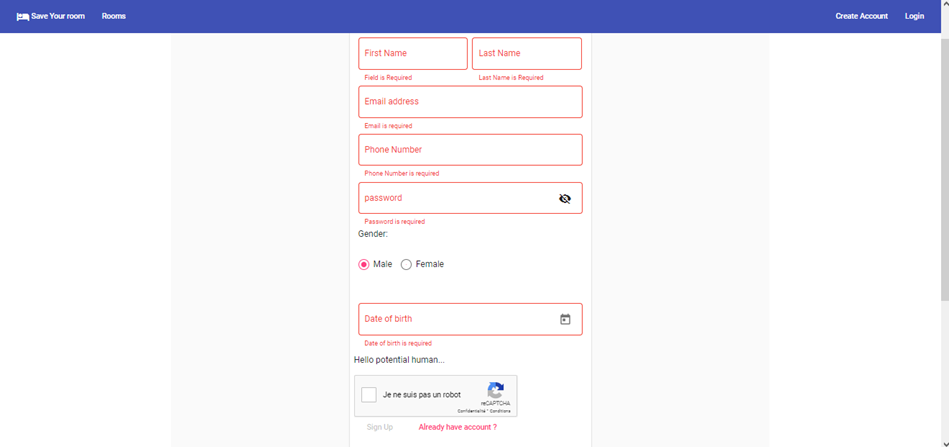 Save Your room Rooms Create Account Login
First Name Last Name
Field is Required Last Name is Required
Email address
Email is required
Phone Number
Phone Number is required
password
Password is required
Gender:
Male Female
Date of birth
Date of birth is required
Hello potential human...
Je ne suis pas un robot
reCAPTCHA
Confidentialité * Conditions
Sign Up Already have account ?